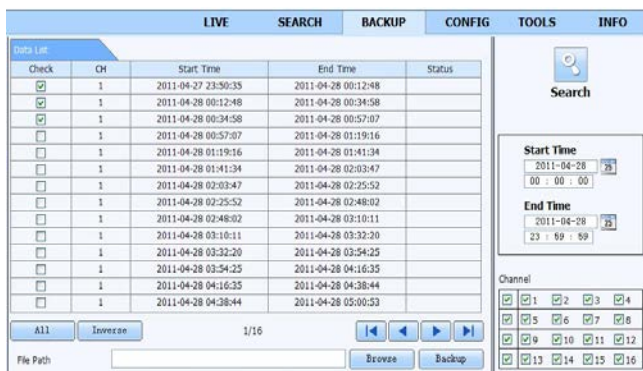 LIVE SEARCH BACKUP CONFIG TOOLS INFO
Data List
Check CH Start Time End Time Status
1 2011-04-27 23:50:35 2011-04-28 00:12:48
1 2011-04-28 00:12:48 2011-04-28 00:34:58
1 2011-04-28 00:34:58 2011-04-28 00:57:07
1 2011-04-28 00:57:07 2011-04-28 01:19:16
1 2011-04-28 01:19:16 2011-04-28 01:41:34
1 2011-04-28 01:41:34 2011-04-28 02:03:47
1 2011-04-28 02:03:47 2011-04-28 02:25:52
1 2011-04-28 02:25:52 2011-04-28 02:48:02
1 2011-04-28 02:48:02 2011-04-28 03:10:11
1 2011-04-28 03:10:11 2011-04-28 03:32:20
1 2011-04-28 03:32:20 2011-04-28 03:54:25
1 2011-04-28 03:54:25 2011-04-28 04:16:35
1 2011-04-28 04:16:35 2011-04-28 04:38:44
1 2011-04-28 04:38:44 2011-04-28 05:00:53
All Inverse 1/16
File Path Browse Backup
Search
Start Time
2011-04-28
00 : 00 : 00
End Time
2011-04-28
23 : 59 : 59
Channel
1 2 3 4
5 6 7 8
9 10 11 12
13 14 15 16